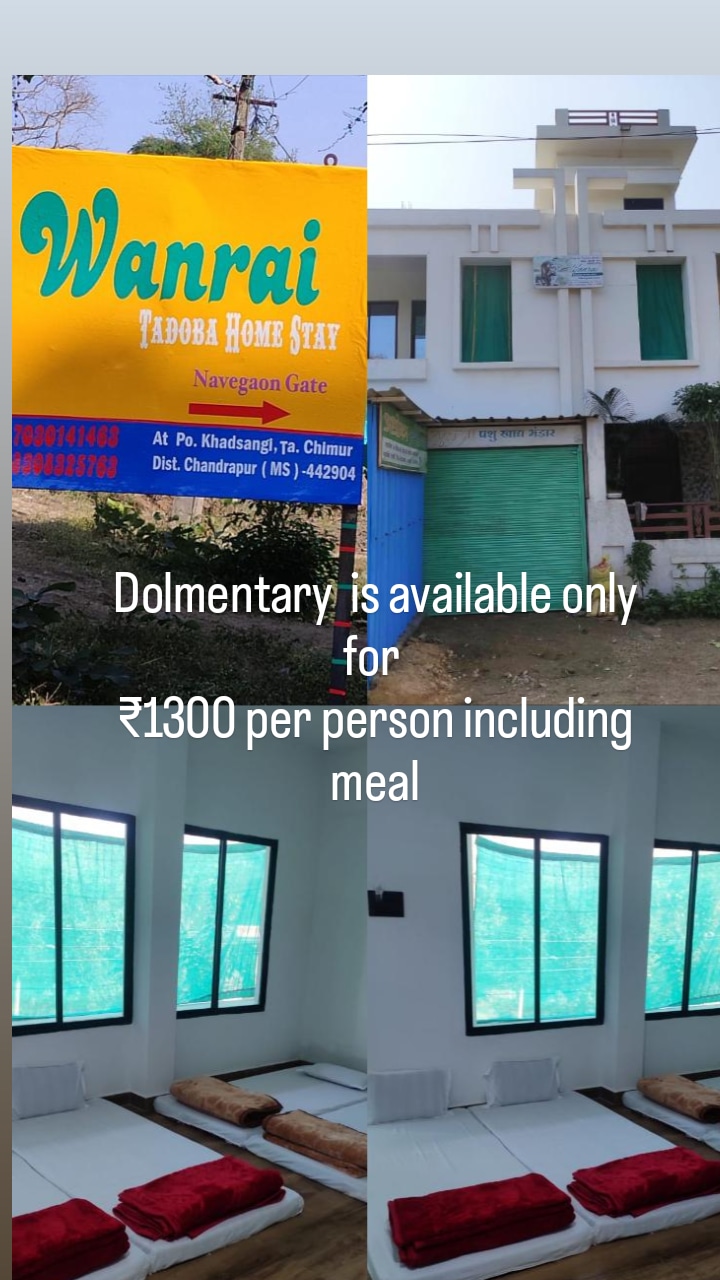 Wanrai
TADOBA HOME STAY
Navegaon Gate
At Po. Khadsangi, Ta. Chimur
Dist. Chandrapur ( MS ) -442904
पशु खाद्य भंडार
Dolmentary is available only
for
₹1300 per person including
meal